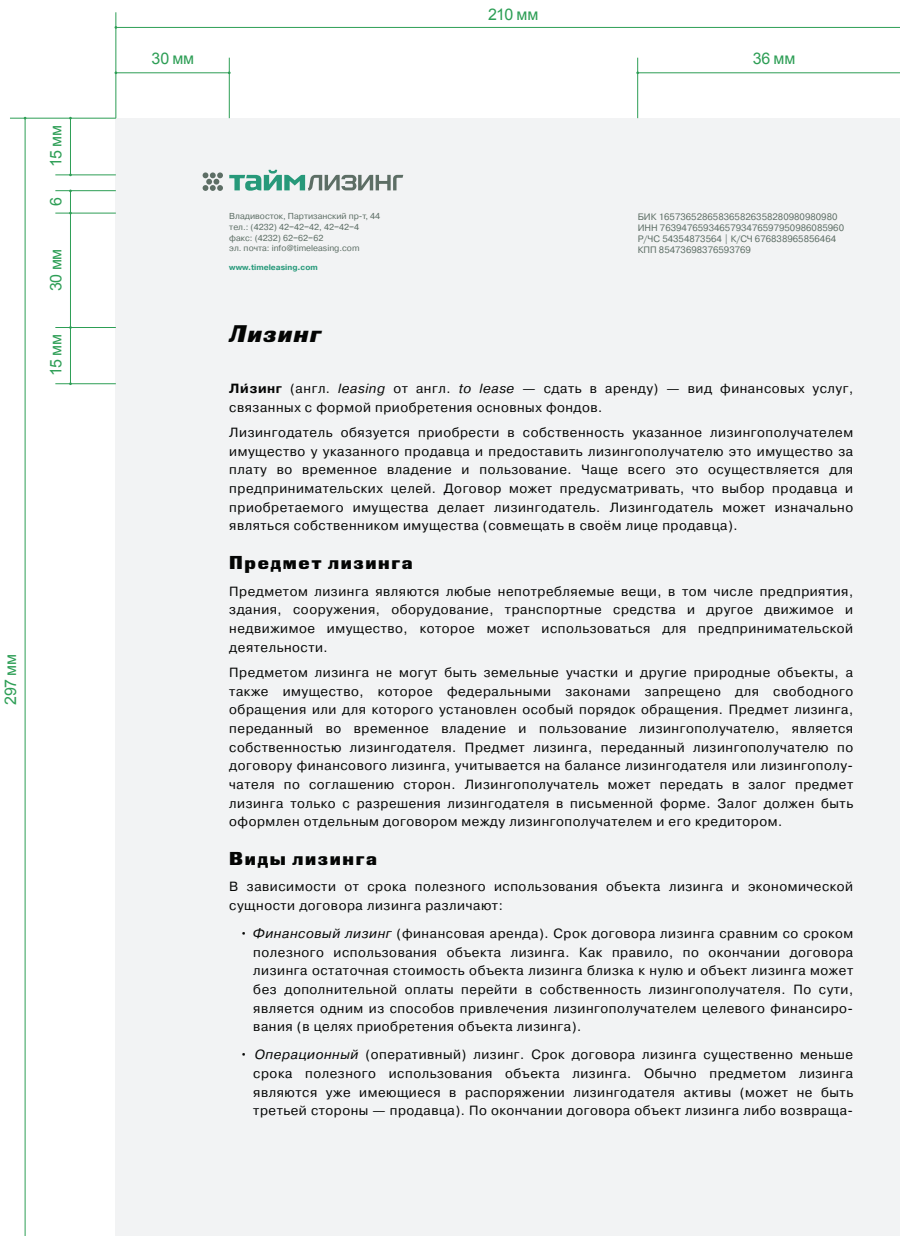 210 мм
30 мм
36 мм
15 мм
6
30 мм
15 мм
297 мм
таймлизинг
Владивосток, Партизанский пр-т, 44
тел.: (4232) 42–42–42, 42–42–4
факс: (4232) 62–62–62
эл. почта: info@timeleasing.com
www.timeleasing.com
БИК 16573652865836582635828098098098­0
ИНН 76394765934657934765979509860859­60
Р/ЧС 54354873564 | К/СЧ 676838965856464
КПП 85473698376593769
Лизинг
Ли́зинг (англ. leasing от англ. to lease — сдать в аренду) — вид финансовых услуг,
связанных с формой приобретения основных фондов.
Лизингодатель обязуется приобрести в собственность указанное лизингополучателем
имущество у указанного продавца и предоставить лизингополучателю это имущество за
плату во временное владение и пользование. Чаще всего это осуществляется для
предпринимательских целей. Договор может предусматривать, что выбор продавца и
приобретаемого имущества делает лизингодатель. Лизингодатель может изначально
являться собственником имущества (совмещать в своём лице продавца).
Предмет лизинга
Предметом лизинга являются любые непотребляемые вещи, в том числе предприятия,
здания, сооружения, оборудование, транспортные средства и другое движимое и
недвижимое имущество, которое может использоваться для предпринимательской
деятельности.
Предметом лизинга не могут быть земельные участки и другие природные объекты, а
также имущество, которое федеральными законами запрещено для свободного
обращения или для которого установлен особый порядок обращения. Предмет лизинга,
переданный во временное владение и пользование лизингополучателю, является
собственностью лизингодателя. Предмет лизинга, переданный лизингополучателю по
договору финансового лизинга, учитывается на балансе лизингодателя или лизингополу-
чателя по соглашению сторон. Лизингополучатель может передать в залог предмет
лизинга только с разрешения лизингодателя в письменной форме. Залог должен быть
оформлен отдельным договором между лизингополучателем и его кредитором.
Виды лизинга
В зависимости от срока полезного использования объекта лизинга и экономической
сущности договора лизинга различают:
• Финансовый лизинг (финансовая аренда). Срок договора лизинга сравним со сроком
полезного использования объекта лизинга. Как правило, по окончании договора
лизинга остаточная стоимость объекта лизинга близка к нулю и объект лизинга может
без дополнительной оплаты перейти в собственность лизингополучателя. По сути,
является одним из способов привлечения лизингополучателем целевого финансиро-
вания (в целях приобретения объекта лизинга).
• Операционный (оперативный) лизинг. Срок договора лизинга существенно меньше
срока полезного использования объекта лизинга. Обычно предметом лизинга
являются уже имеющиеся в распоряжении лизингодателя активы (может не быть
третьей стороны — продавца). По окончании договора объект лизинга либо возвраща-